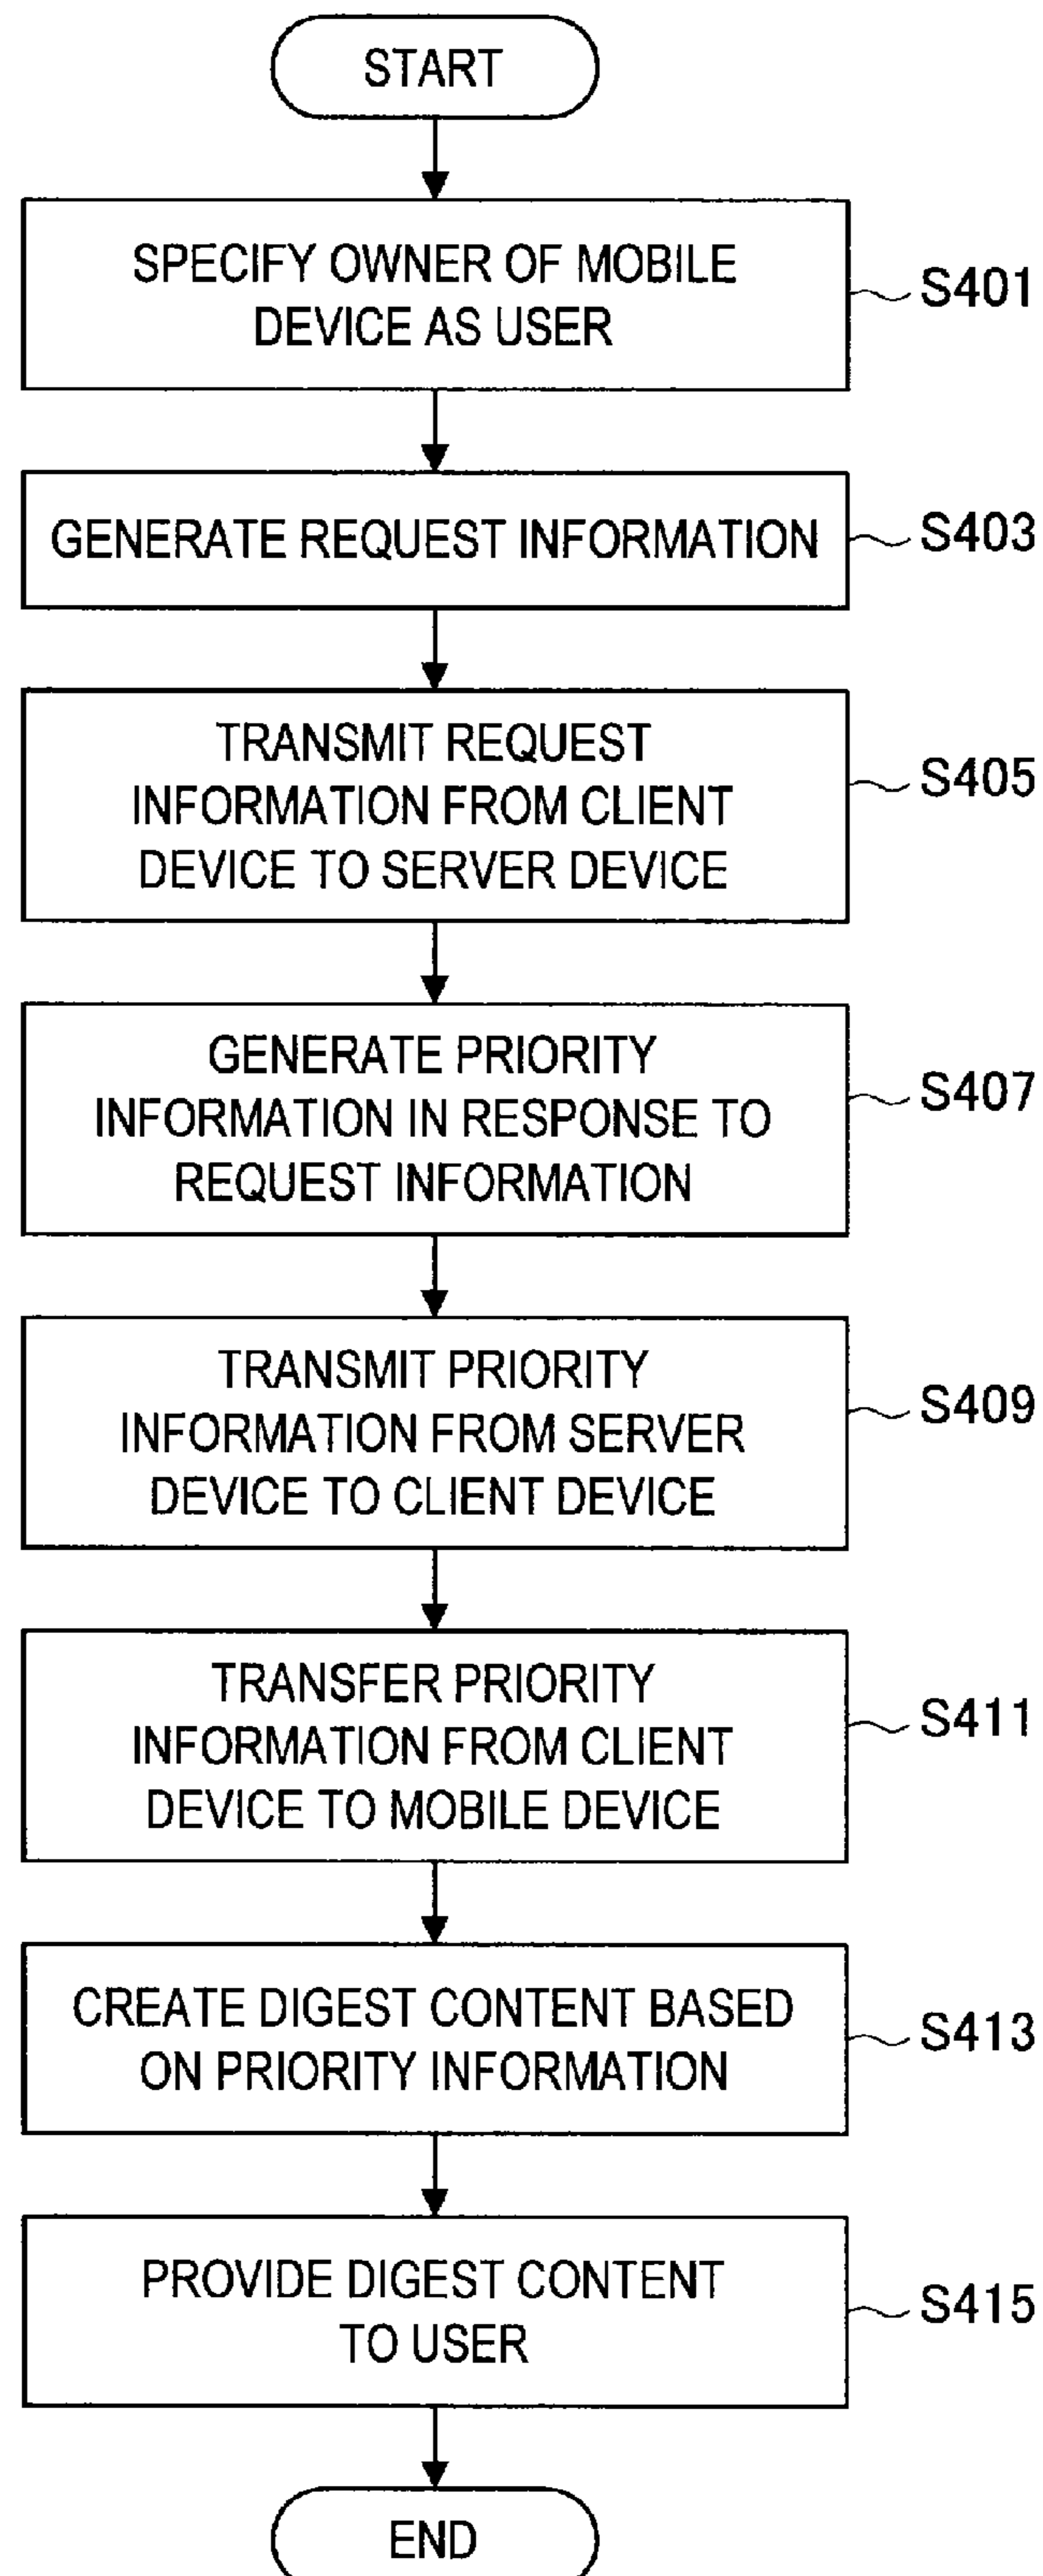 START
SPECIFY OWNER OF MOBILE
DEVICE AS USER
S401
GENERATE REQUEST INFORMATION
S403
TRANSMIT REQUEST
INFORMATION FROM CLIENT
DEVICE TO SERVER DEVICE
S405
GENERATE PRIORITY
INFORMATION IN RESPONSE TO
REQUEST INFORMATION
S407
TRANSMIT PRIORITY
INFORMATION FROM SERVER
DEVICE TO CLIENT DEVICE
S409
TRANSFER PRIORITY
INFORMATION FROM CLIENT
DEVICE TO MOBILE DEVICE
S411
CREATE DIGEST CONTENT BASED
ON PRIORITY INFORMATION
S413
PROVIDE DIGEST CONTENT
TO USER
S415
END